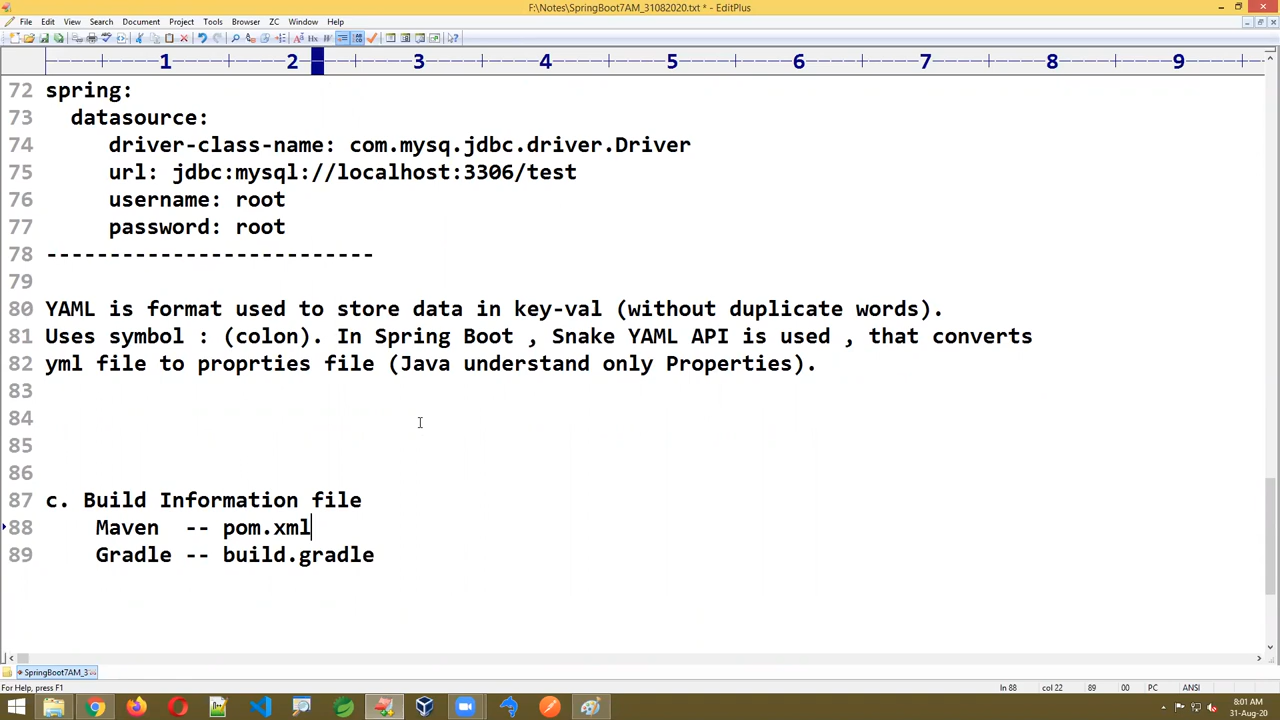 F:\Notes\SpringBoot7AM_31082020.txt * - EditPlus
File Edit View Search Document Project Tools Browser ZC Window Help
1 2 3 4 5 6 7 8 9
72 spring:
73 datasource:
74 driver-class-name: com.mysq.jdbc.driver.Driver
75 url: jdbc:mysql://localhost:3306/test
76 username: root
77 password: root
78 --------------------------
79
80 YAML is format used to store data in key-val (without duplicate words).
81 Uses symbol : (colon). In Spring Boot , Snake YAML API is used , that converts
82 yml file to proprties file (Java understand only Properties).
83
84
85
86
87 c. Build Information file
88 Maven -- pom.xml
89 Gradle -- build.gradle
SpringBoot7AM_3
For Help, press F1 ln 88 col 22 89 00 PC ANSI
8:01 AM
31-Aug-20